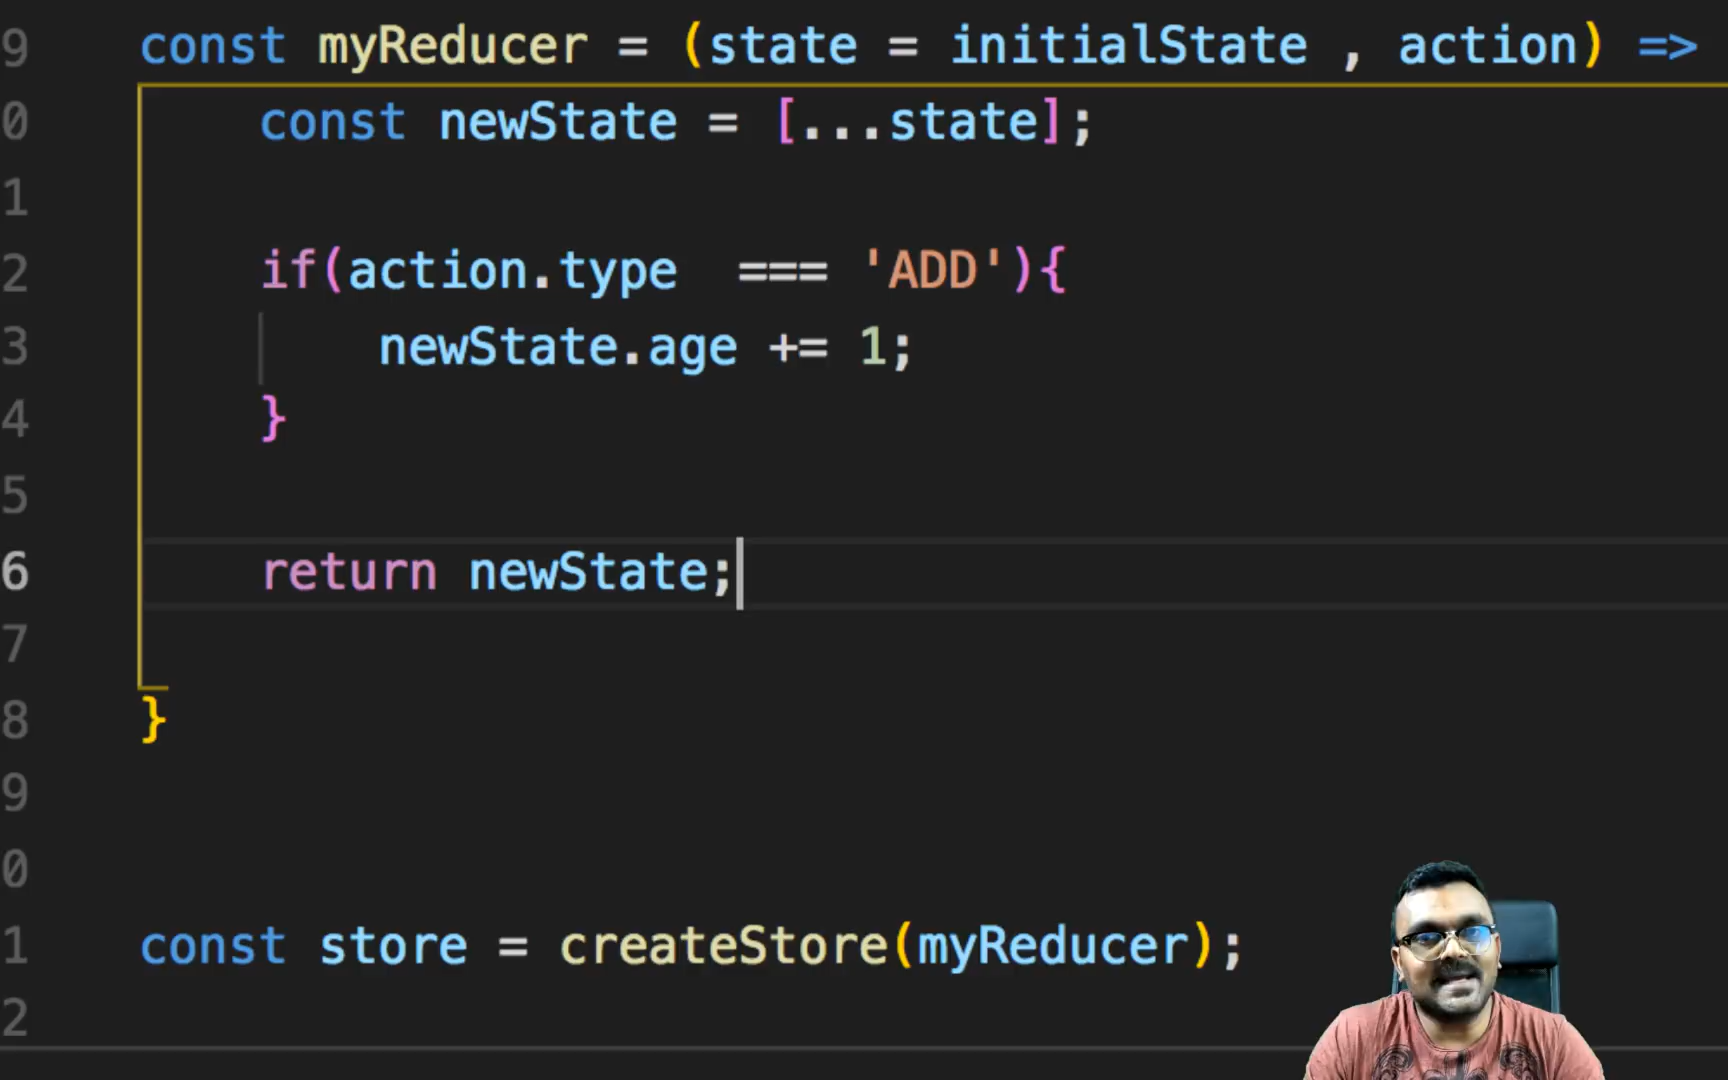 9 const myReducer = (state = initialState , action) =>
0 const newState = [...state];
1
2 if(action.type  === 'ADD'){
3 newState.age += 1;
4 }
5
6 return newState;
7
8 }
9
0
1 const store = createStore(myReducer);
2